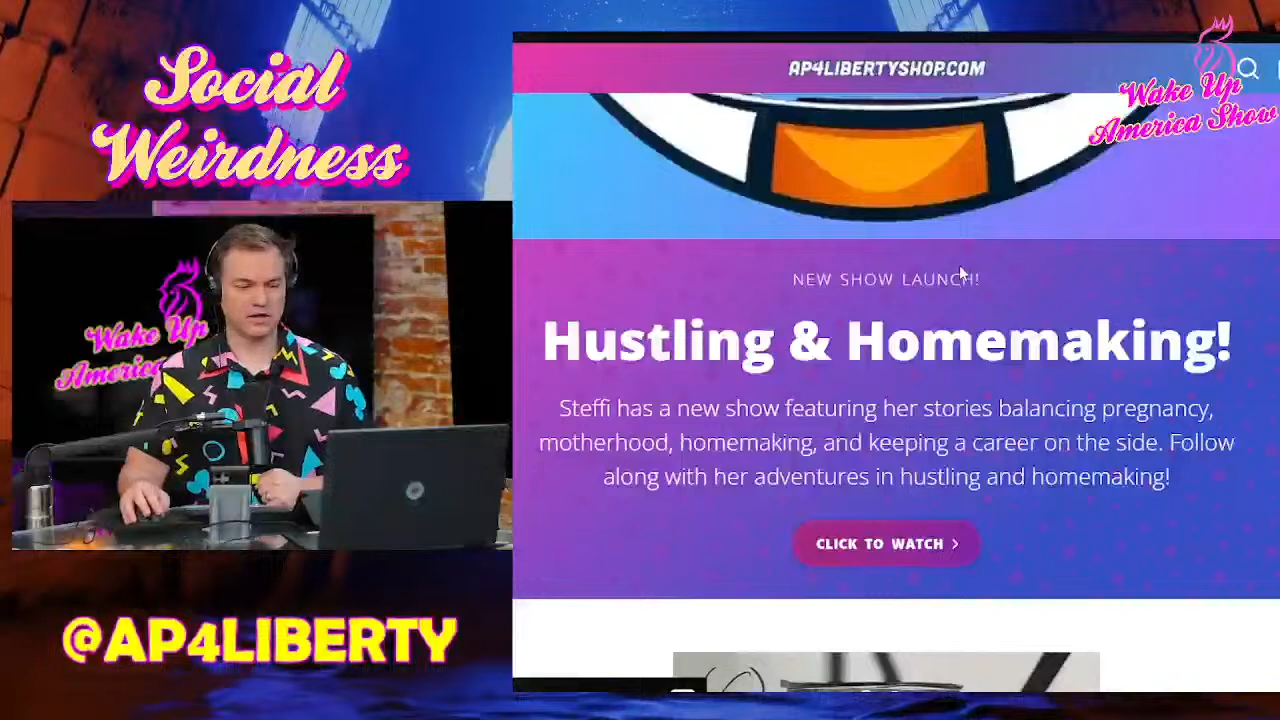 Social
Weirdness
Wake Up
America
@AP4LIBERTY
AP4LIBERTYSHOP.COM
Wake Up
America Show
NEW SHOW LAUNCH!
Hustling & Homemaking!
Steffi has a new show featuring her stories balancing pregnancy,
motherhood, homemaking, and keeping a career on the side. Follow
along with her adventures in hustling and homemaking!
CLICK TO WATCH >